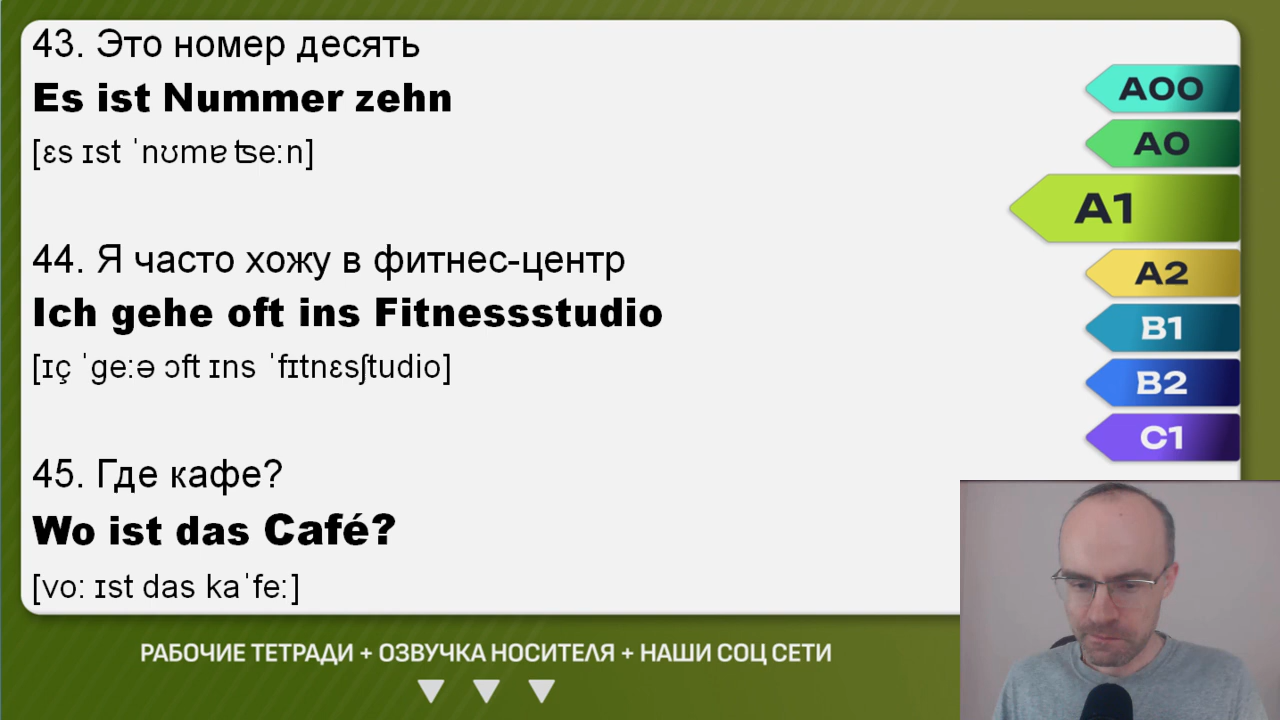 43. Это номер десять
Es ist Nummer zehn
[ɛs ɪst ˈnʊmɐ ʦeːn]
44. Я часто хожу в фитнес-центр
Ich gehe oft ins Fitnessstudio
[ɪç ˈɡeːə ɔft ɪns ˈfɪtnɛsʃtudio]
45. Где кафе?
Wo ist das Café?
[voː ɪst das kaˈfeː]
A00
A0
A1
A2
B1
B2
C1
РАБОЧИЕ ТЕТРАДИ + ОЗВУЧКА НОСИТЕЛЯ + НАШИ СОЦ СЕТИ